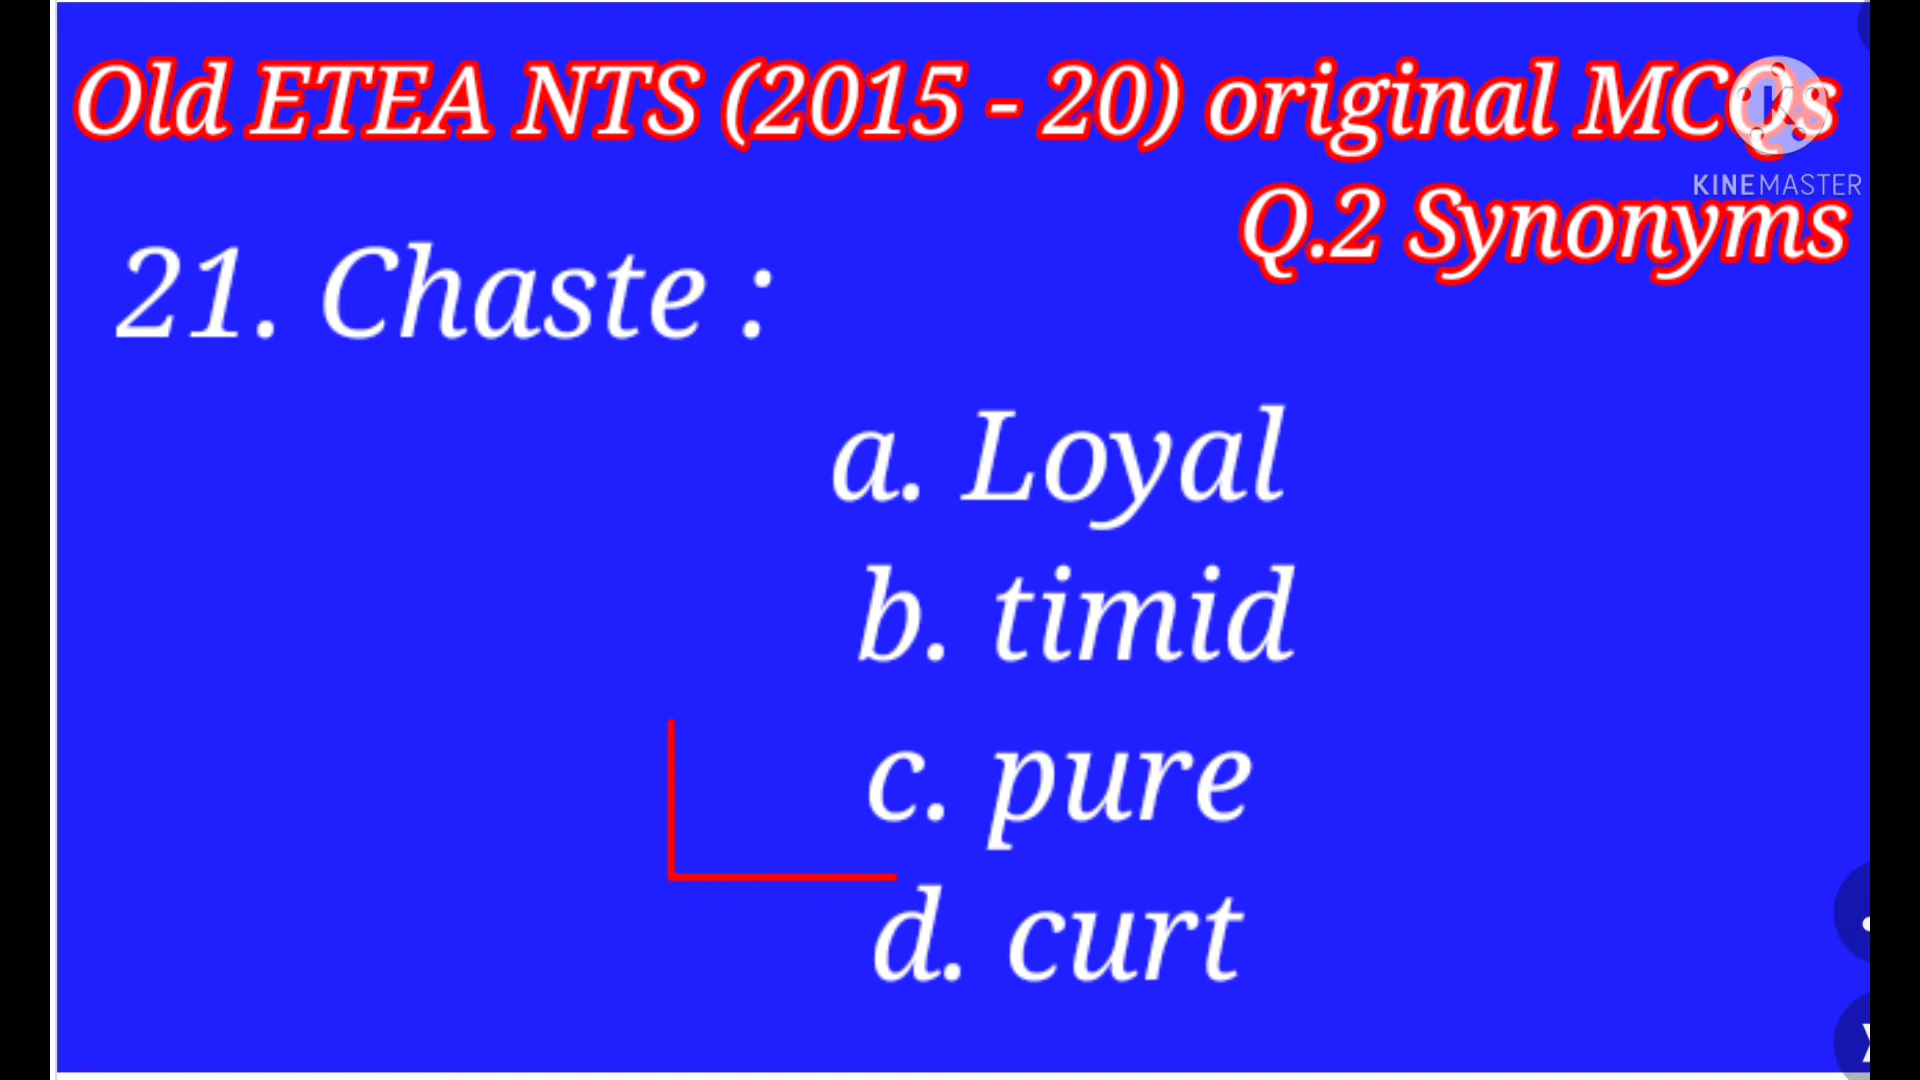 Old ETEA NTS (2015 - 20) original MCQs
KINEMASTER
Q.2 Synonyms
21. Chaste :
a. Loyal
b. timid
c. pure
d. curt